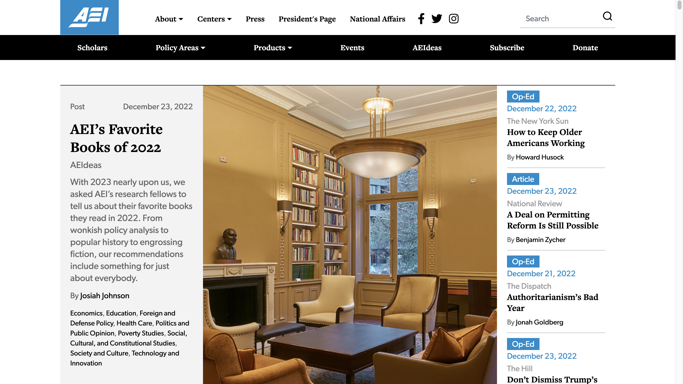 AEI
About
Centers
Press
President's Page
National Affairs
Search
Scholars
Policy Areas
Products
Events
AEIdeas
Subscribe
Donate
Post
December 23, 2022
AEI's Favorite
Books of 2022
AEIdeas
With 2023 nearly upon us, we
asked AEI's research fellows to
tell us about their favorite books
they read in 2022. From
wonkish policy analysis to
popular history to engrossing
fiction, our recommendations
include something for just
about everybody.
By Josiah Johnson
Economics, Education, Foreign and
Defense Policy, Health Care, Politics and
Public Opinion, Poverty Studies, Social,
Cultural, and Constitutional Studies,
Society and Culture, Technology and
Innovation
Op-Ed
December 22, 2022
The New York Sun
How to Keep Older
Americans Working
By Howard Husock
Article
December 23, 2022
National Review
A Deal on Permitting
Reform Is Still Possible
By Benjamin Zycher
Op-Ed
December 21, 2022
The Dispatch
Authoritarianism's Bad
Year
By Jonah Goldberg
Op-Ed
December 23, 2022
The Hill
Don't Dismiss Trump's